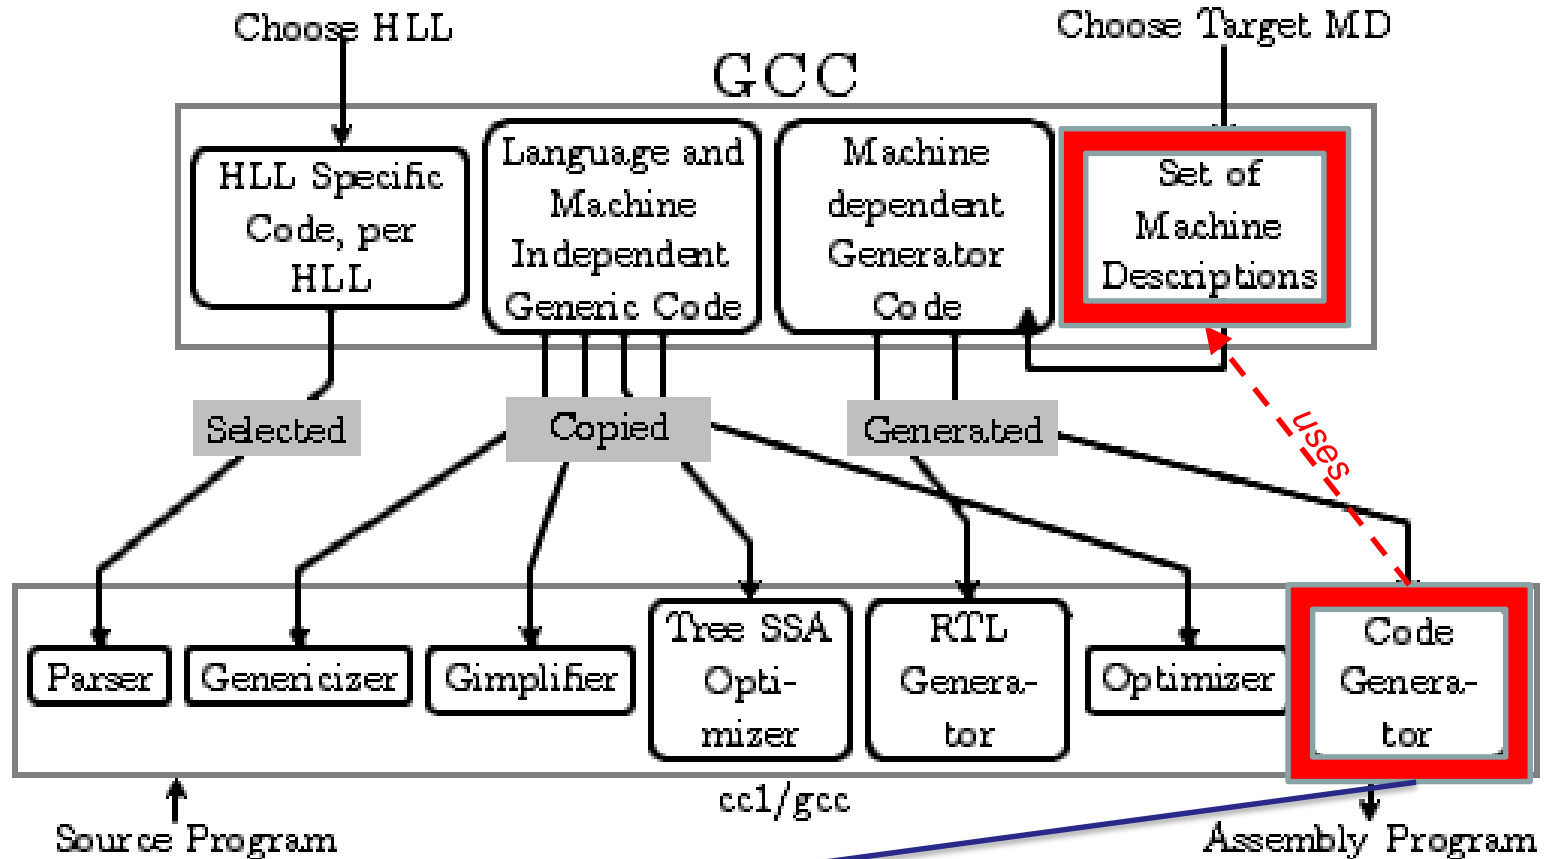 Choose HLL
Choose Target MD
GCC
HLL Specific
Code, per
HLL
Language and
Machine
Independent
Generic Code
Machine
dependent
Generator
Code
Set of
Machine
Descriptions
Selected
Copied
Generated
uses
Parser
Genericizer
Gimplifier
Tree SSA
Opti-
mizer
RTL
Genera-
tor
Optimizer
Code
Genera-
tor
cc1/gcc
Source Program
Assembly Program